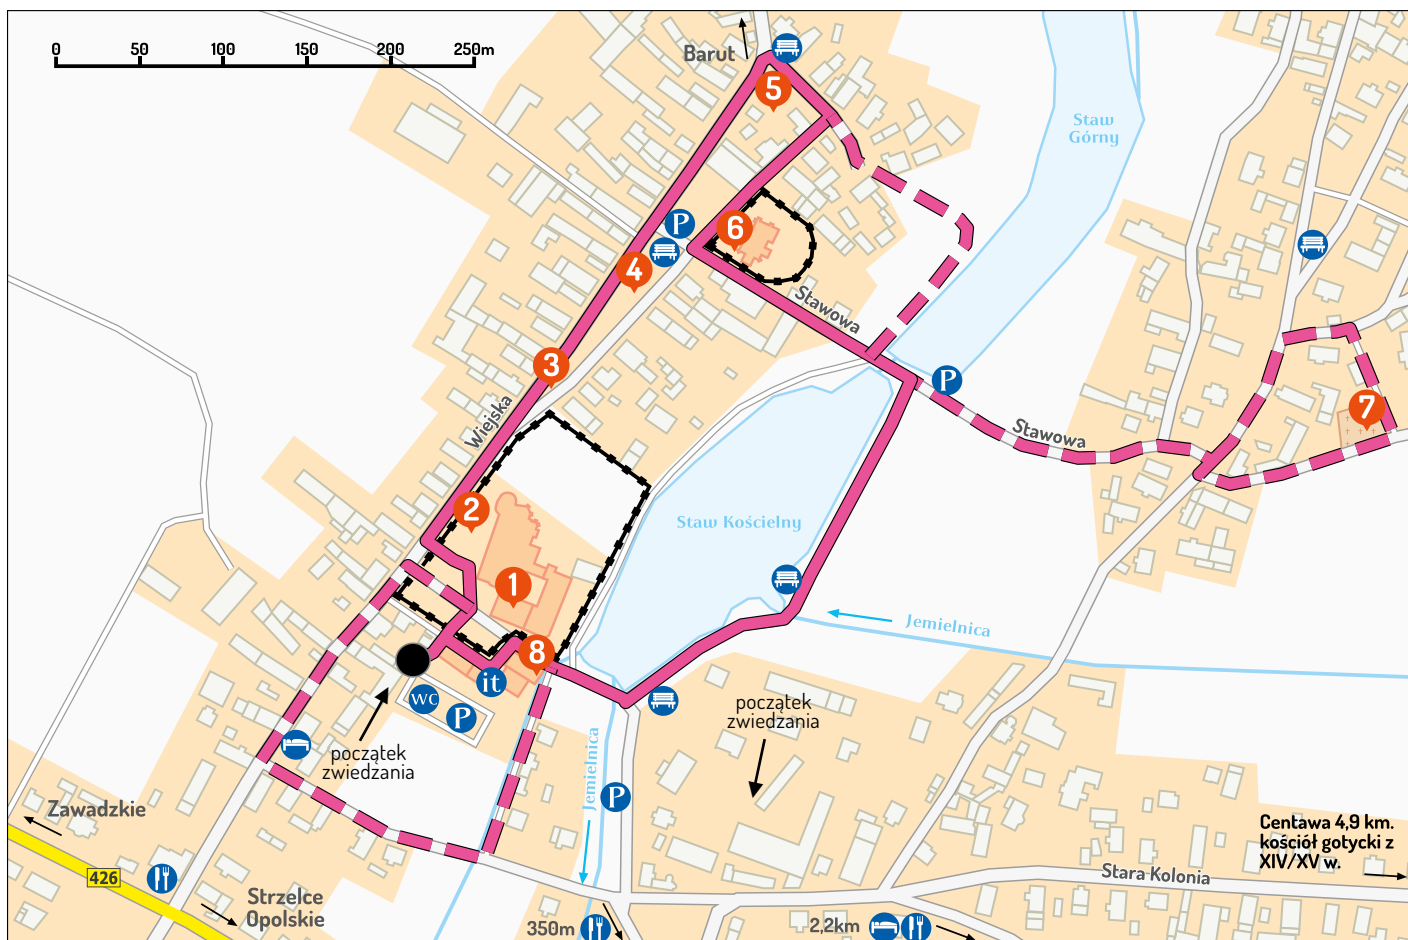 0 50 100 150 200 250m
Barut
P
5
Staw
Górny
6
P
4
Stawowa
3
P
7
Wiejska
Stawowa
2
Staw Kościelny
1
Jemielnica
8
it
WC
P
początek
zwiedzania
początek
zwiedzania
Jemielnica
P
Zawadzkie
426
Strzelce
Opolskie
Centawa 4,9 km.
kościół gotycki z
XIV/XV w.
Stara Kolonia
350m
2,2km